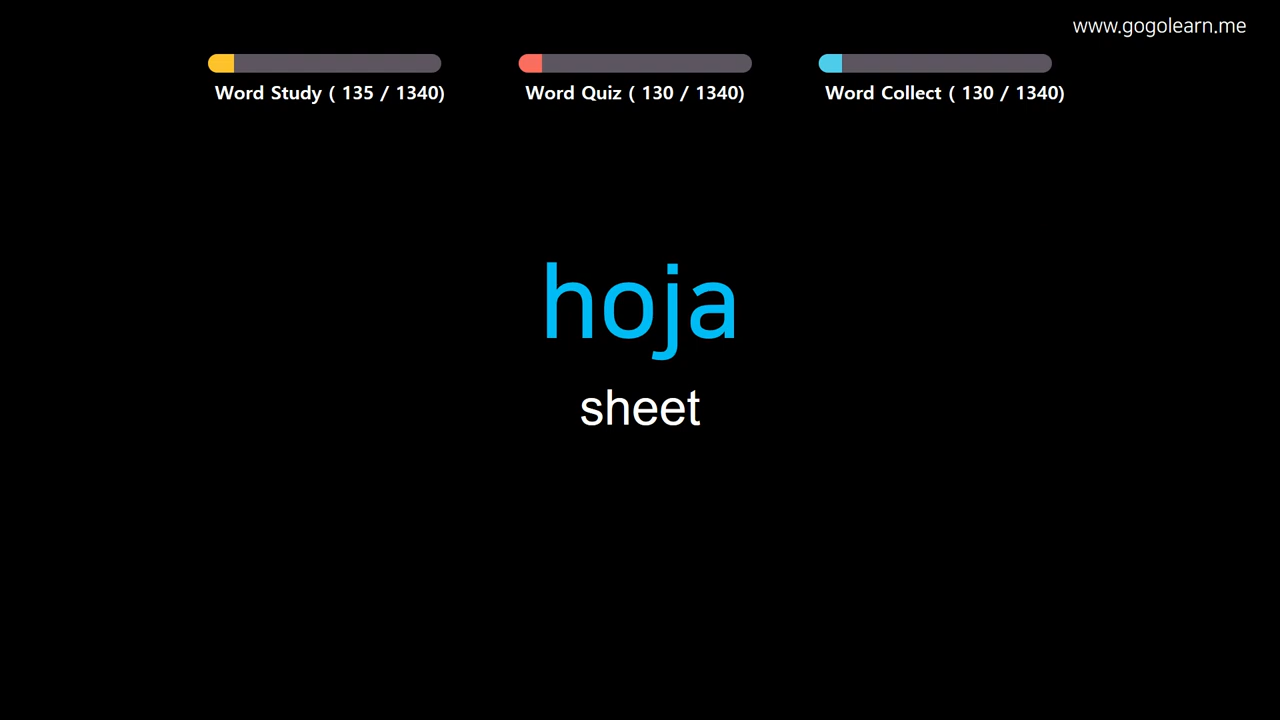 www.gogolearn.me
Word Study ( 135 / 1340)
Word Quiz ( 130 / 1340)
Word Collect ( 130 / 1340)
hoja
sheet